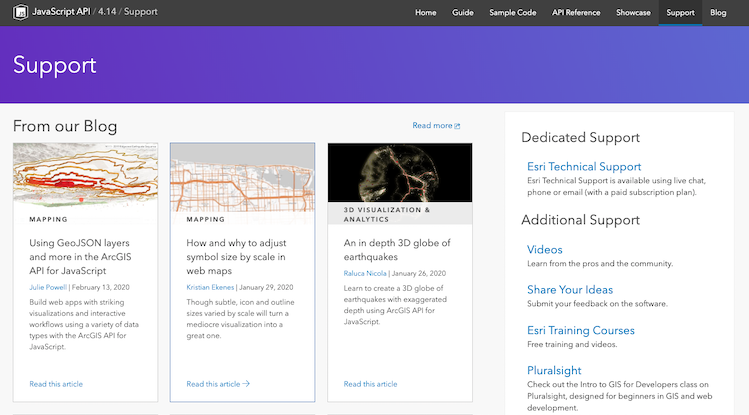 JavaScript API / 4.14 / Support
Home Guide Sample Code API Reference Showcase Support Blog
Support
From our Blog
Read more
MAPPING
Using GeoJSON layers
and more in the ArcGIS
API for JavaScript
Julie Powell | February 13, 2020
Build web apps with striking
visualizations and interactive
workflows using a variety of data
types with the ArcGIS API for
JavaScript.
Read this article
MAPPING
How and why to adjust
symbol size by scale in
web maps
Kristian Ekenes | January 29, 2020
Though subtle, icon and outline
sizes varied by scale will turn a
mediocre visualization into a
great one.
Read this article →
3D VISUALIZATION &
ANALYTICS
An in depth 3D globe of
earthquakes
Raluca Nicola | January 26, 2020
Learn to create a 3D globe of
earthquakes with exaggerated
depth using ArcGIS API for
JavaScript.
Read this article
Dedicated Support
Esri Technical Support
Esri Technical Support is available using live chat,
phone or email (with a paid subscription plan).
Additional Support
Videos
Learn from the pros and the community.
Share Your Ideas
Submit your feedback on the software.
Esri Training Courses
Free training and videos.
Pluralsight
Check out the Intro to GIS for Developers class on
Pluralsight, designed for beginners in GIS and web
development.